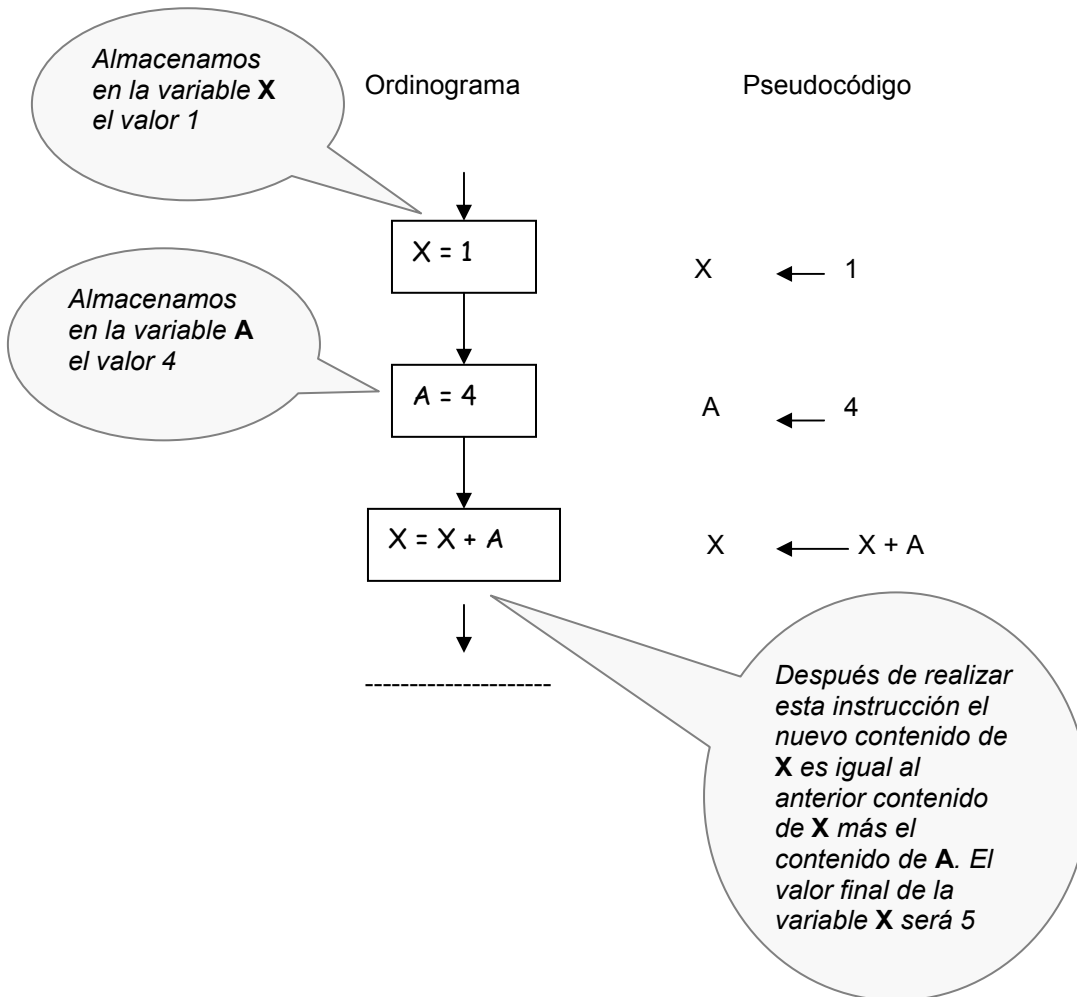 Almacenamos
en la variable X
el valor 1
Ordinograma
Pseudocódigo
X = 1
X ← 1
Almacenamos
en la variable A
el valor 4
A = 4
A ← 4
X = X + A
X ← X + A
Después de realizar
esta instrucción el
nuevo contenido de
X es igual al
anterior contenido
de X más el
contenido de A. El
valor final de la
variable X será 5